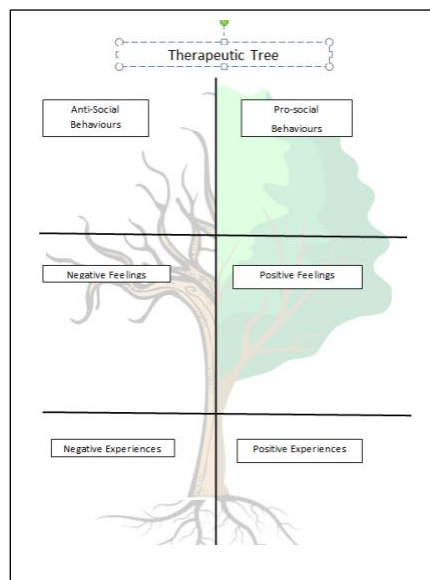 Therapeutic Tree
Anti-Social
Behaviours
Pro-social
Behaviours
Negative Feelings
Positive Feelings
Negative Experiences
Positive Experiences